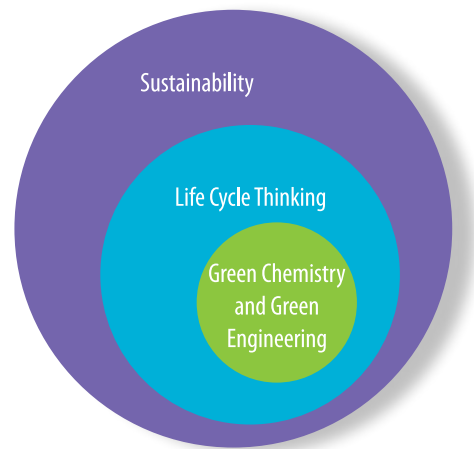 Sustainability
Life Cycle Thinking
Green Chemistry
and Green
Engineering